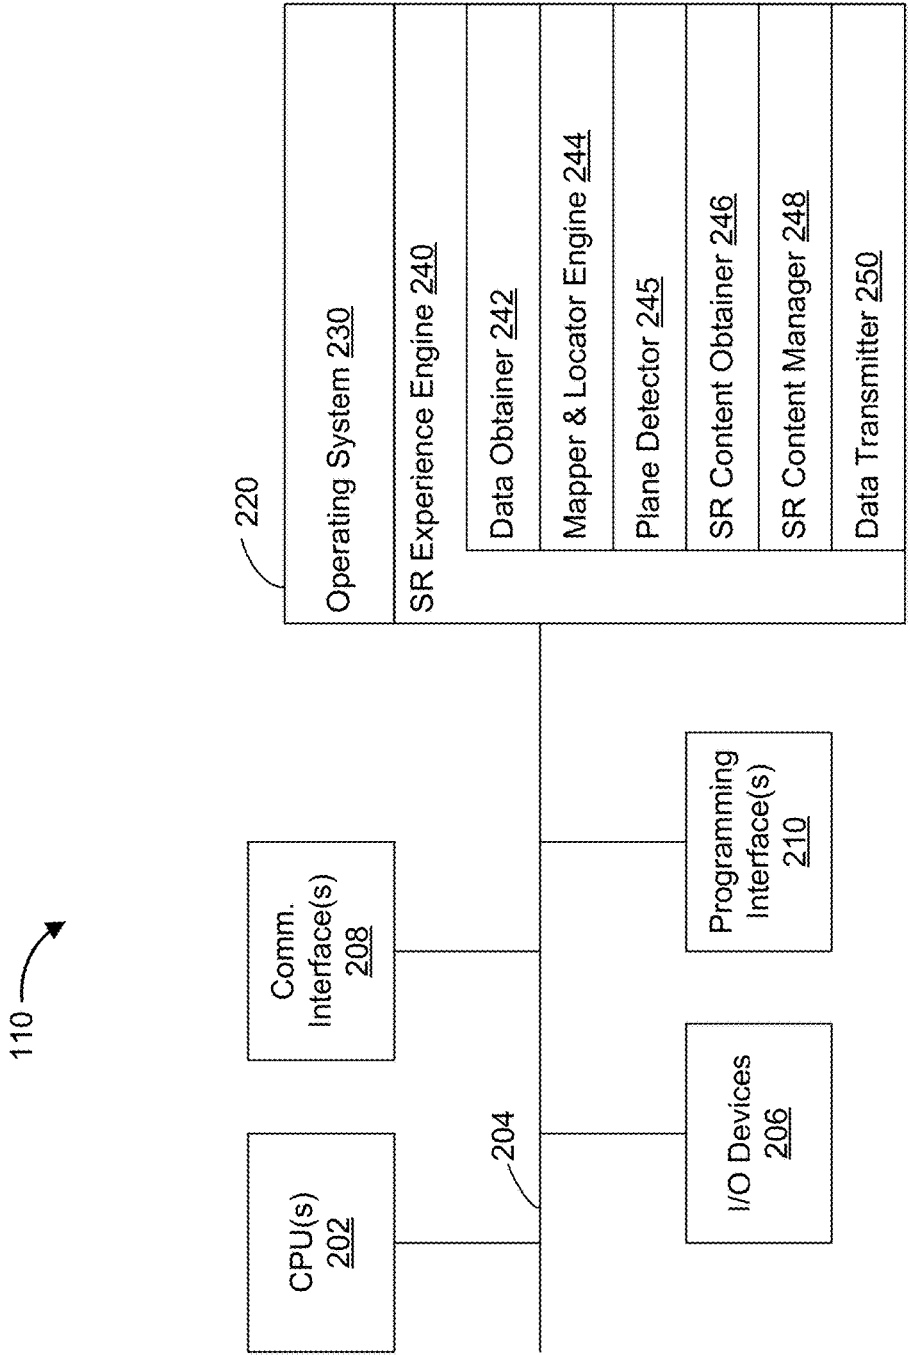 110
CPU(s)
202
Comm.
Interface(s)
208
204
I/O Devices
206
Programming
Interface(s)
210
220
Operating System 230
SR Experience Engine 240
Data Obtainer 242
Mapper & Locator Engine 244
Plane Detector 245
SR Content Obtainer 246
SR Content Manager 248
Data Transmitter 250